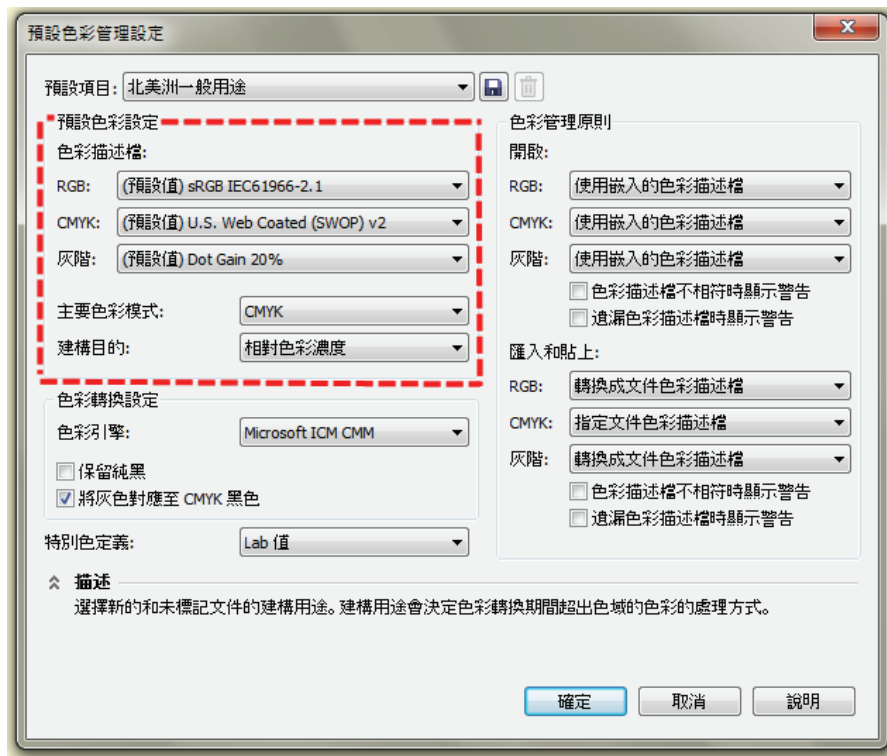 預設色彩管理設定
預設項目: 北美洲一般用途
預設色彩設定
色彩描述檔:
RGB: (預設值) sRGB IEC61966-2.1
CMYK: (預設值) U.S. Web Coated (SWOP) v2
灰階: (預設值) Dot Gain 20%
主要色彩模式: CMYK
建構目的: 相對色彩濃度
色彩轉換設定
色彩引擎: Microsoft ICM CMM
保留純黑
將灰色對應至 CMYK 黑色
特別色定義: Lab 值
色彩管理原則
開啟:
RGB: 使用嵌入的色彩描述檔
CMYK: 使用嵌入的色彩描述檔
灰階: 使用嵌入的色彩描述檔
色彩描述檔不相符時顯示警告
遺漏色彩描述檔時顯示警告
匯入和貼上:
RGB: 轉換成文件色彩描述檔
CMYK: 指定文件色彩描述檔
灰階: 轉換成文件色彩描述檔
色彩描述檔不相符時顯示警告
遺漏色彩描述檔時顯示警告
描述
選擇新的和未標記文件的建構用途。建構用途會決定色彩轉換期間超出色域的色彩的處理方式。
確定 取消 說明